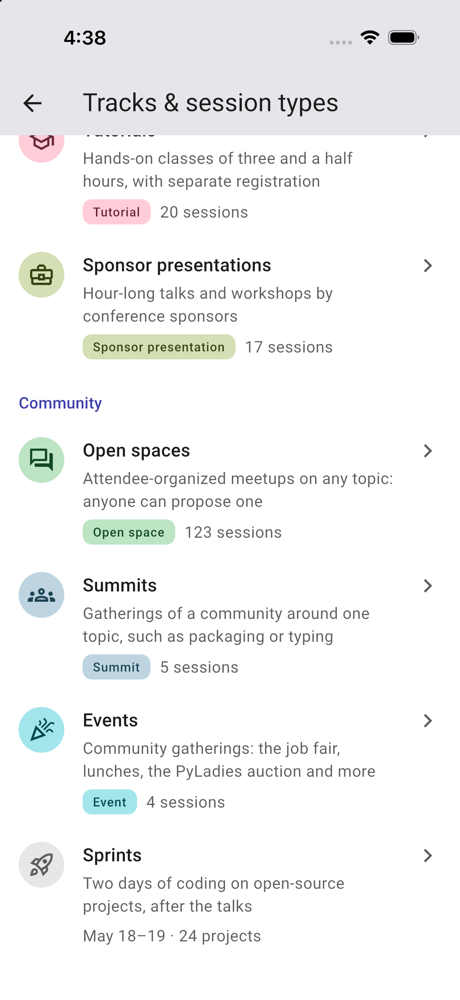 4:38
Tracks & session types
Tutorials
Hands-on classes of three and a half
hours, with separate registration
Tutorial 20 sessions
Sponsor presentations
Hour-long talks and workshops by
conference sponsors
Sponsor presentation 17 sessions
Community
Open spaces
Attendee-organized meetups on any topic:
anyone can propose one
Open space 123 sessions
Summits
Gatherings of a community around one
topic, such as packaging or typing
Summit 5 sessions
Events
Community gatherings: the job fair,
lunches, the PyLadies auction and more
Event 4 sessions
Sprints
Two days of coding on open-source
projects, after the talks
May 18–19 · 24 projects